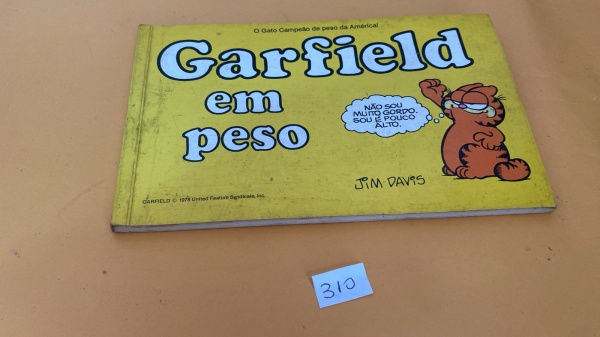 O Gato Campeão de peso da América!
Garfield
em
peso
NÃO SOU
MUITO GORDO.
SOU É POUCO
ALTO.
JIM DAVIS
GARFIELD © 1978 United Feature Syndicate, Inc.
310